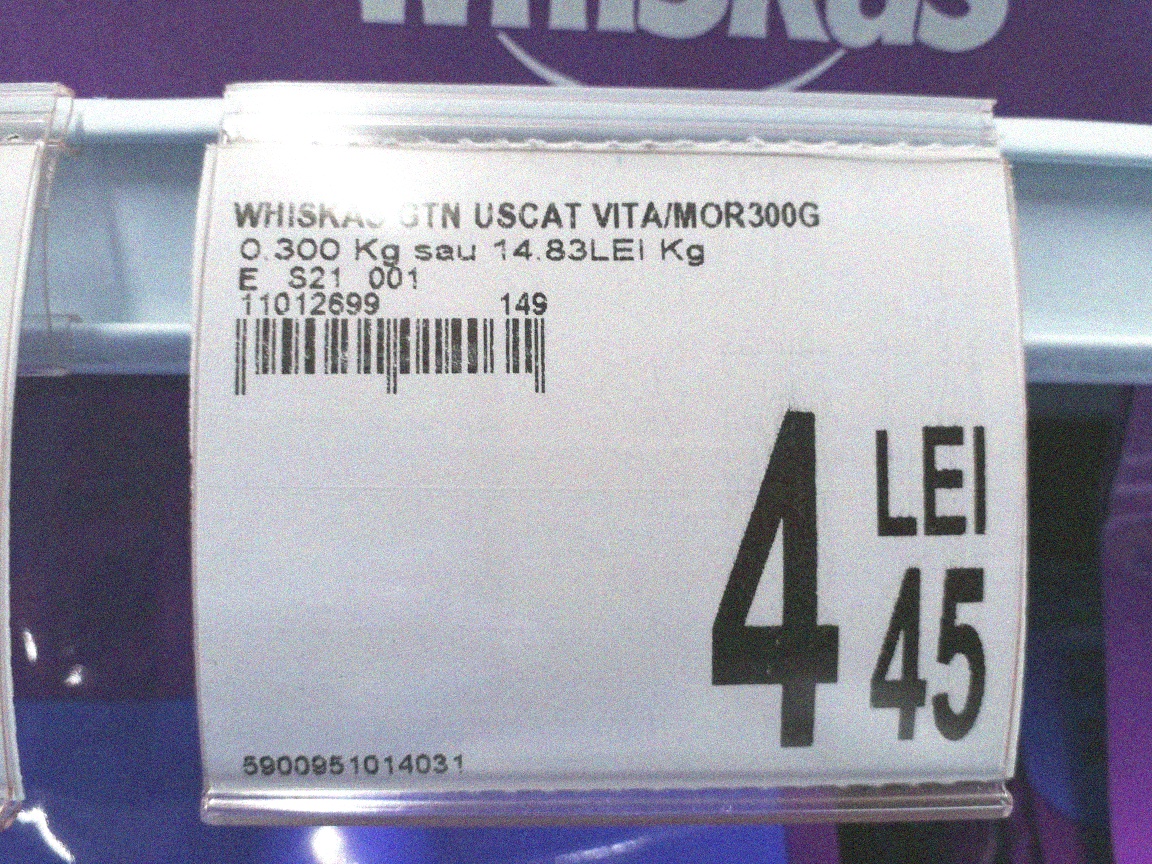 Whiskas
WHISKAS GTN USCAT VITA/MOR300G
0.300 Kg sau 14.83LEI Kg
E S21 001
11012699 149
4 LEI
45
5900951014031